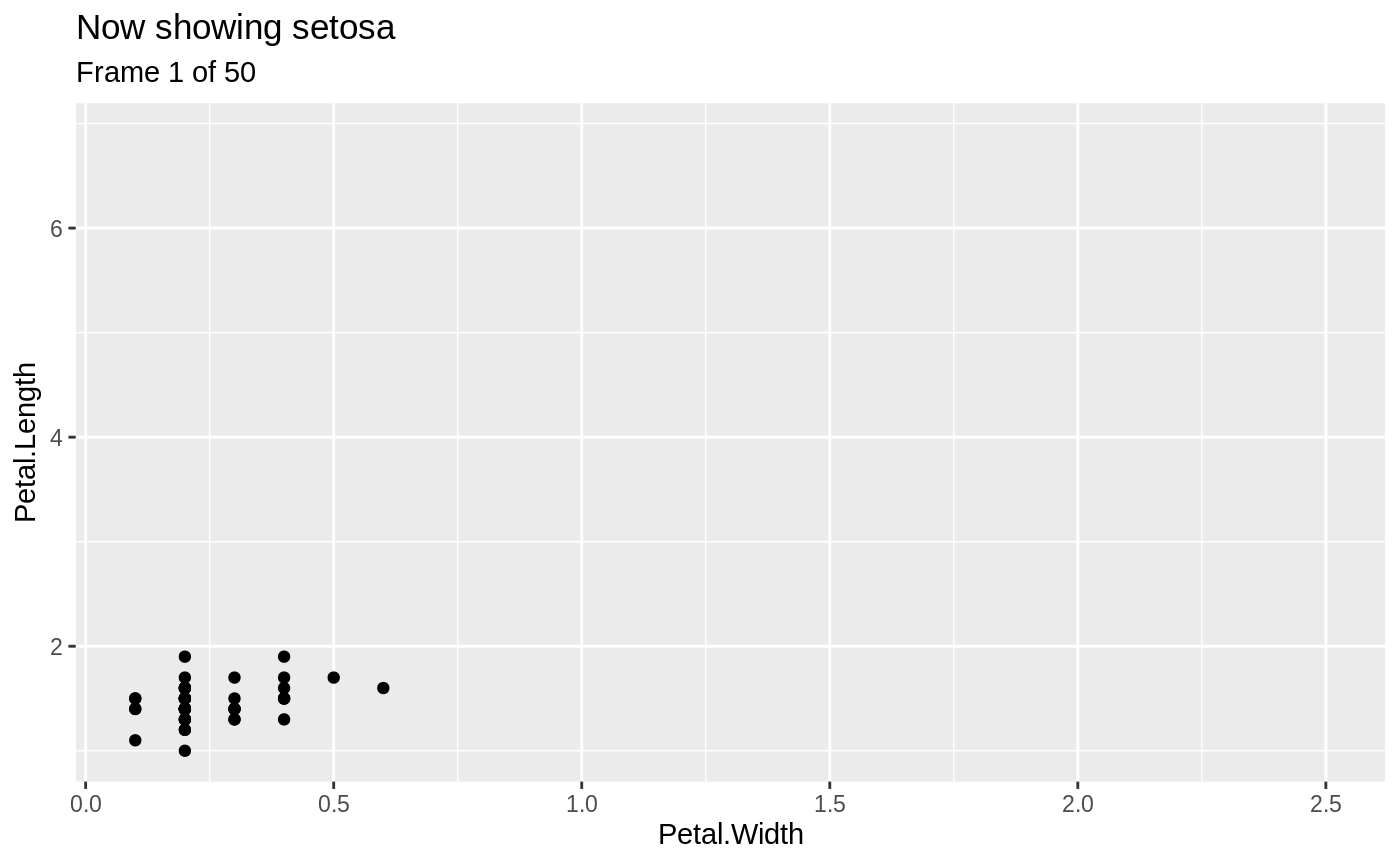 Now showing setosa
Frame 1 of 50
6
4
2
Petal.Length
0.0 0.5 1.0 1.5 2.0 2.5
Petal.Width